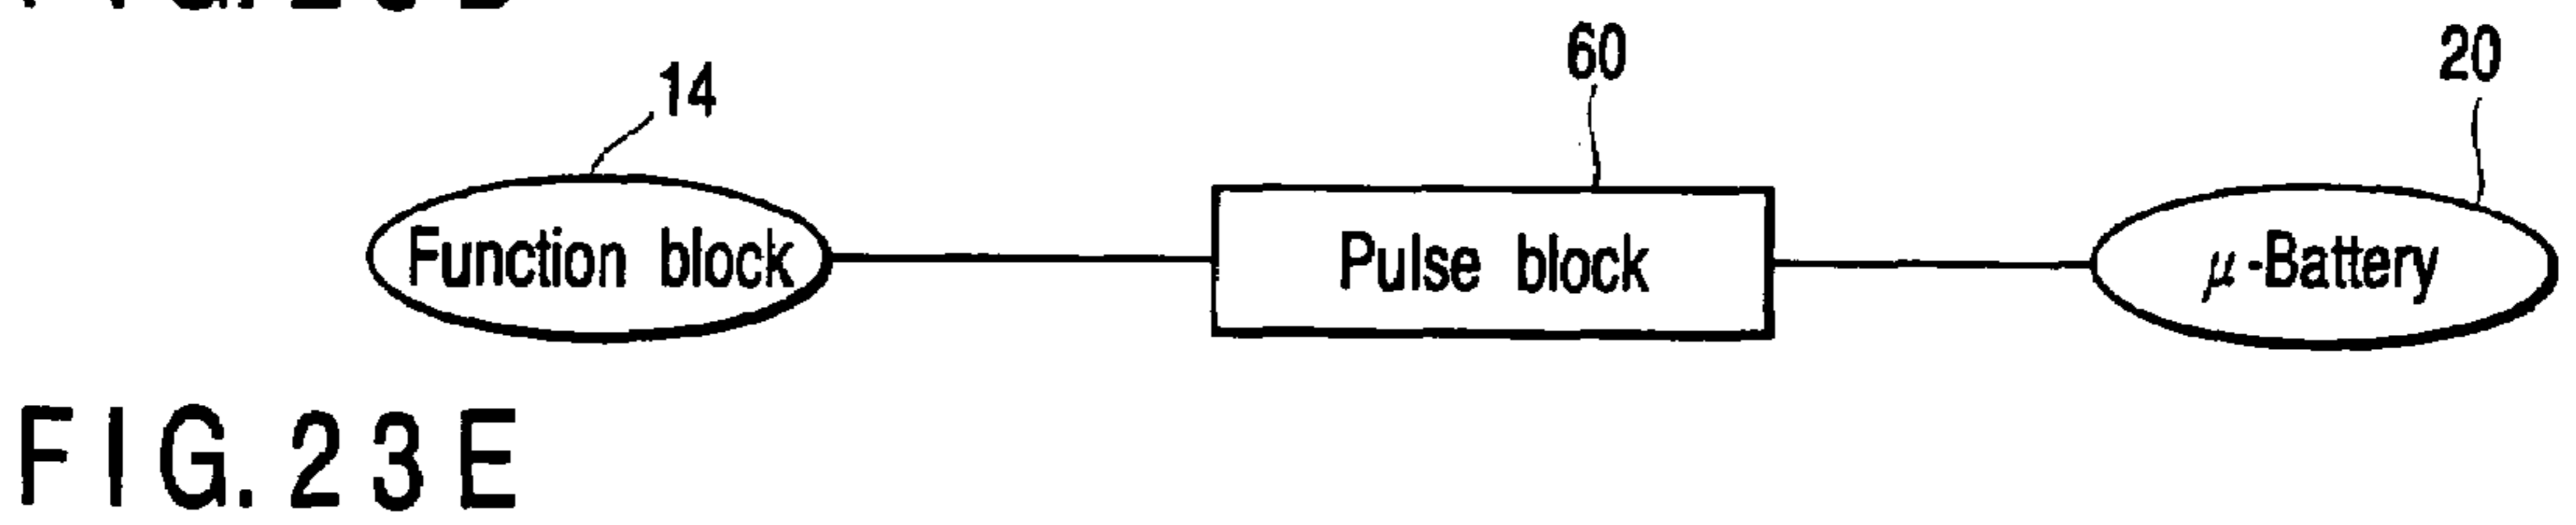 14
60
20
Function block
Pulse block
μ-Battery
FIG. 23E